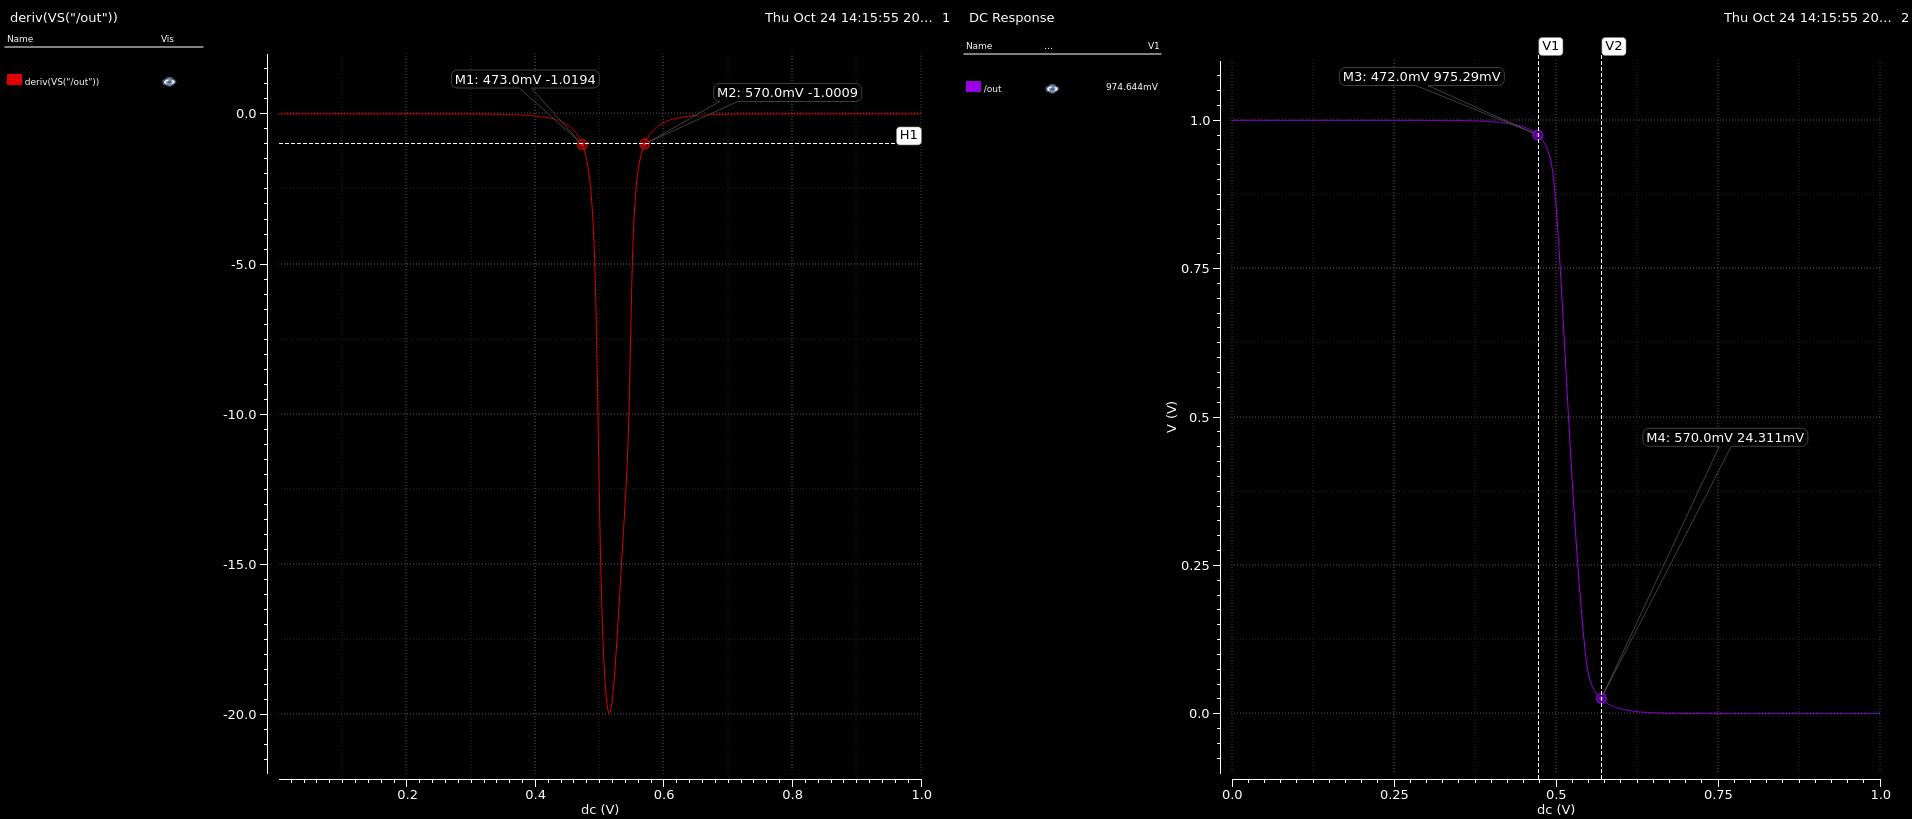 deriv(VS("/out"))
Thu Oct 24 14:15:55 20... 1
Name Vis
deriv(VS("/out"))
M1: 473.0mV -1.0194
M2: 570.0mV -1.0009
H1
0.0
-5.0
-10.0
-15.0
-20.0
0.2 0.4 0.6 0.8 1.0
dc (V)
DC Response
Thu Oct 24 14:15:55 20... 2
Name ... V1
/out 974.644mV
V1 V2
M3: 472.0mV 975.29mV
M4: 570.0mV 24.311mV
V (V)
1.0
0.75
0.5
0.25
0.0
0.0 0.25 0.5 0.75 1.0
dc (V)